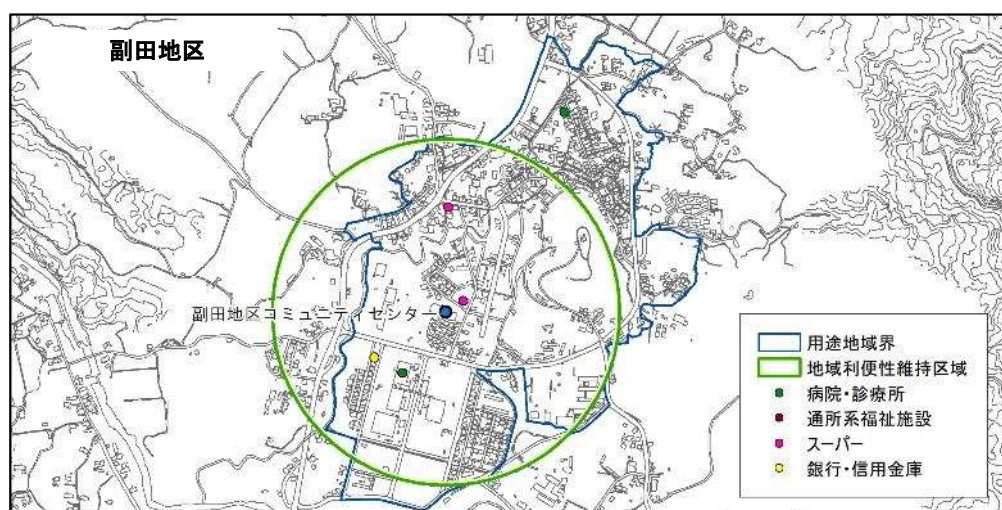 副田地区
副田地区コミュニティセンター
用途地域界
地域利便性維持区域
病院・診療所
通所系福祉施設
スーパー
銀行・信用金庫